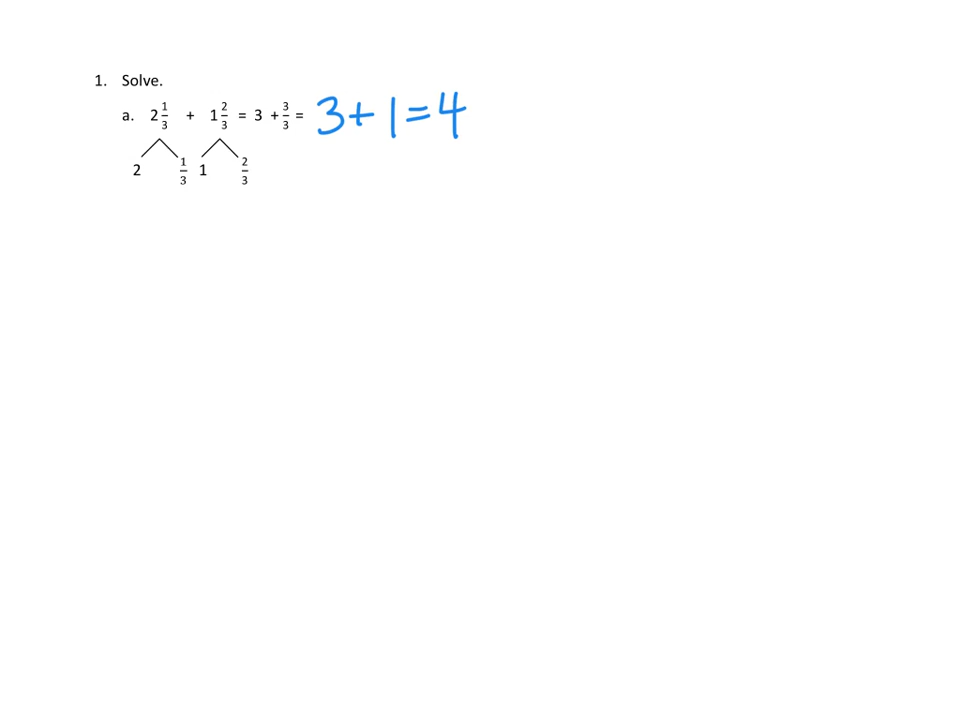 1. Solve.
a. 2 1/3 + 1 2/3 = 3 + 3/3 = 3 + 1 = 4
2 1/3 1 2/3